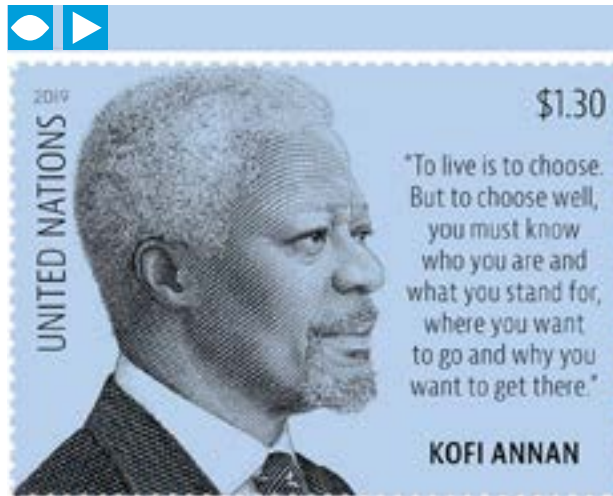 2019
UNITED NATIONS
$1.30
"To live is to choose.
But to choose well,
you must know
who you are and
what you stand for,
where you want
to go and why you
want to get there."
KOFI ANNAN